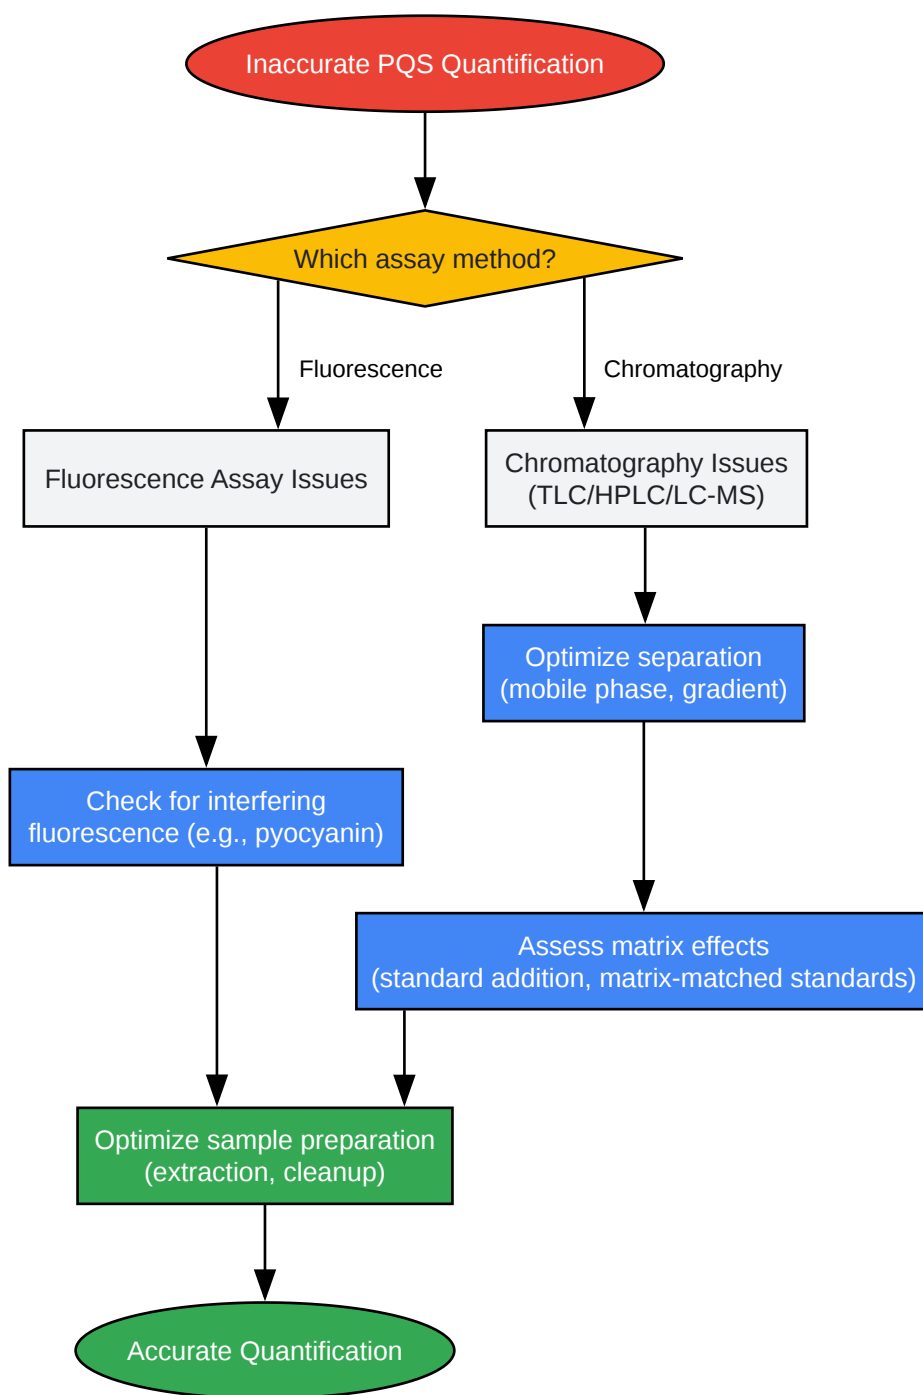 Inaccurate PQS Quantification
Which assay method?
Fluorescence
Chromatography
Fluorescence Assay Issues
Chromatography Issues
(TLC/HPLC/LC-MS)
Optimize separation
(mobile phase, gradient)
Check for interfering
fluorescence (e.g., pyocyanin)
Assess matrix effects
(standard addition, matrix-matched standards)
Optimize sample preparation
(extraction, cleanup)
Accurate Quantification